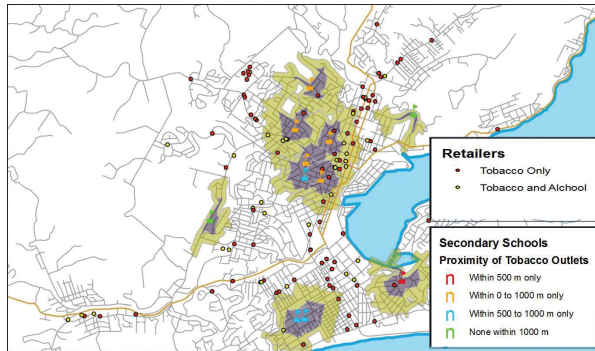 Retailers
Tobacco Only
Tobacco and Alchool
Secondary Schools
Proximity of Tobacco Outlets
Within 500 m only
Within 0 to 1000 m only
Within 500 to 1000 m only
None within 1000 m